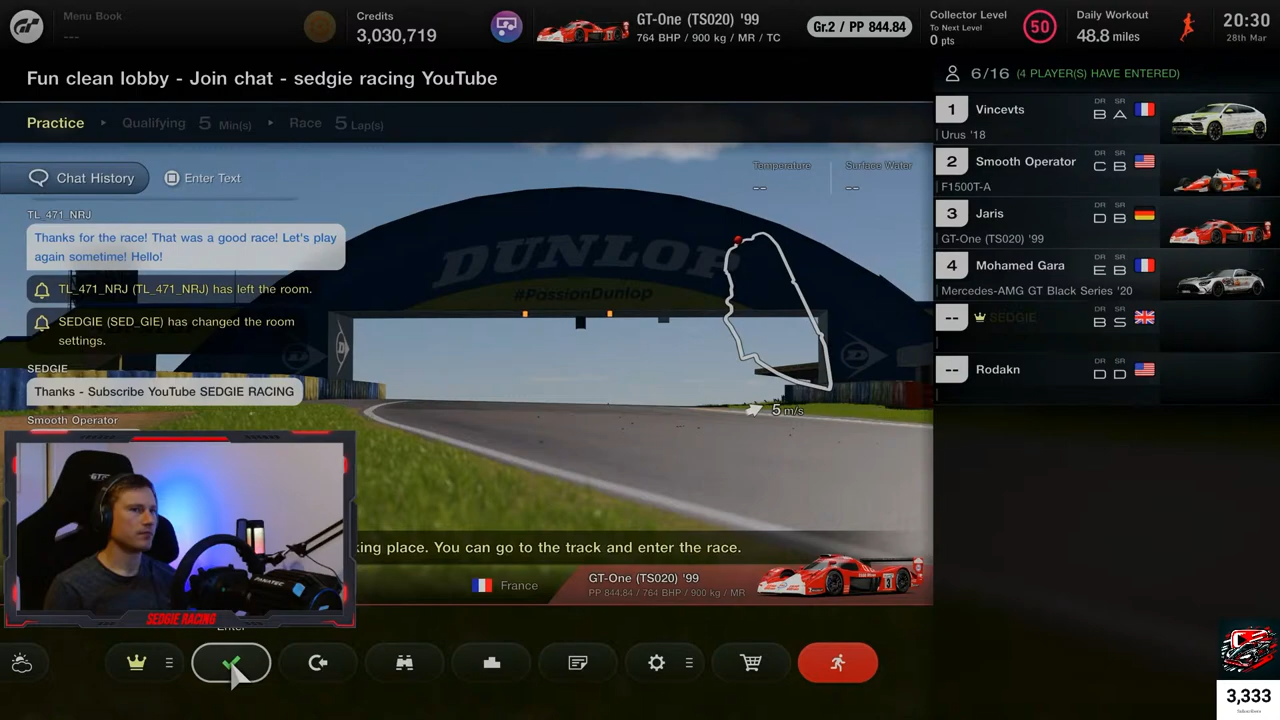 Menu Book
---
Credits
3,030,719
GT-One (TS020) '99
764 BHP / 900 kg / MR / TC
Gr.2 / PP 844.84
Collector Level
To Next Level
0 pts
50
Daily Workout
48.8 miles
20:30
28th Mar
Fun clean lobby - Join chat - sedgie racing YouTube
Practice
Qualifying 5 Min(s)
Race 5 Lap(s)
Chat History
Enter Text
Temperature
--
Surface Water
--
TL_471_NRJ
Thanks for the race! That was a good race! Let's play
again sometime! Hello!
TL_471_NRJ (TL_471_NRJ) has left the room.
SEDGIE (SED_GIE) has changed the room
settings.
SEDGIE
Thanks - Subscribe YouTube SEDGIE RACING
Smooth Operator
DUNLOP
#PassionDunlop
5 m/s
king place. You can go to the track and enter the race.
France
GT-One (TS020) '99
PP 844.84 / 764 BHP / 900 kg / MR
FANATEC
SEDGIE RACING
Enter
6/16 (4 PLAYER(S) HAVE ENTERED)
1 Vincevts DR B SR A
Urus '18
2 Smooth Operator DR C SR B
F1500T-A
3 Jaris DR D SR B
GT-One (TS020) '99
4 Mohamed Gara DR E SR B
Mercedes-AMG GT Black Series '20
-- SEDGIE DR B SR S
-- Rodakn DR D SR D
3,333
Subscribers